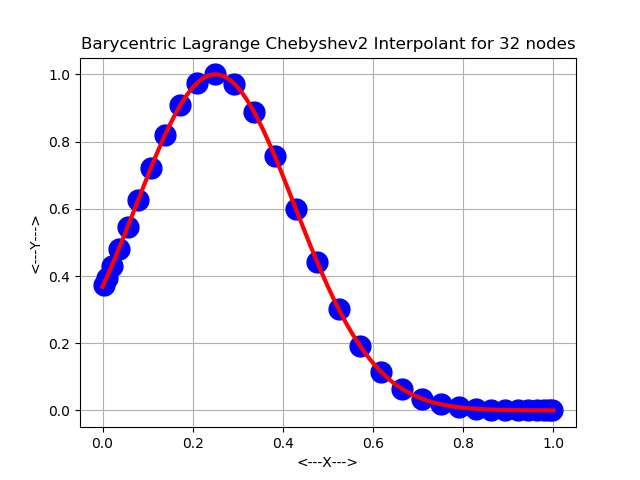 Barycentric Lagrange Chebyshev2 Interpolant for 32 nodes
1.0
0.8
0.6
0.4
0.2
0.0
<---Y--->
0.0 0.2 0.4 0.6 0.8 1.0
<---X--->